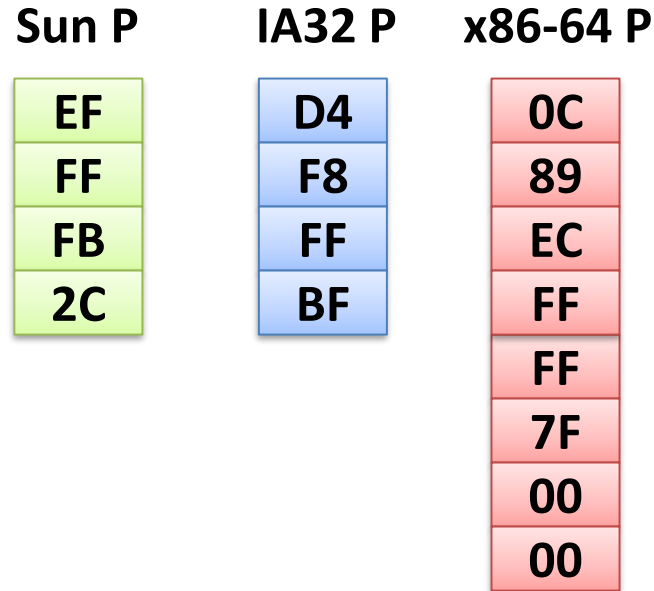 Sun P IA32 P x86-64 P
EF D4 0C
FF F8 89
FB FF EC
2C BF FF
FF
7F
00
00